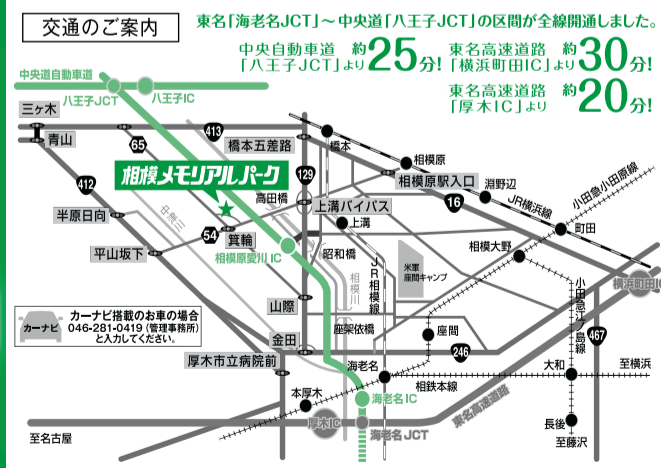 交通のご案内
東名「海老名JCT」～中央道「八王子JCT」の区間が全線開通しました。
中央自動車道「八王子JCT」より 約25分!
東名高速道路「横浜町田IC」より 約30分!
東名高速道路「厚木IC」より 約20分!
中央道自動車道
八王子JCT
八王子IC
三ヶ木
青山
65
413
橋本五差路
橋本
相模原
412
相模メモリアルパーク
129
高田橋
相模原駅入口
淵野辺
小田急小田原線
16
JR横浜線
半原日向
中津川
上溝バイパス
上溝
町田
54
箕輪
平山坂下
相模原愛川IC
昭和橋
相模大野
米軍
座間キャンプ
横浜町田IC
相模川
JR相模線
山際
カーナビ
カーナビ搭載のお車の場合
046-281-0419（管理事務所）
と入力してください。
座架依橋
座間
小田急江ノ島線
467
金田
246
厚木市立病院前
海老名
大和
至横浜
相鉄本線
本厚木
海老名IC
東名高速道路
厚木IC
海老名JCT
長後
至名古屋
至藤沢